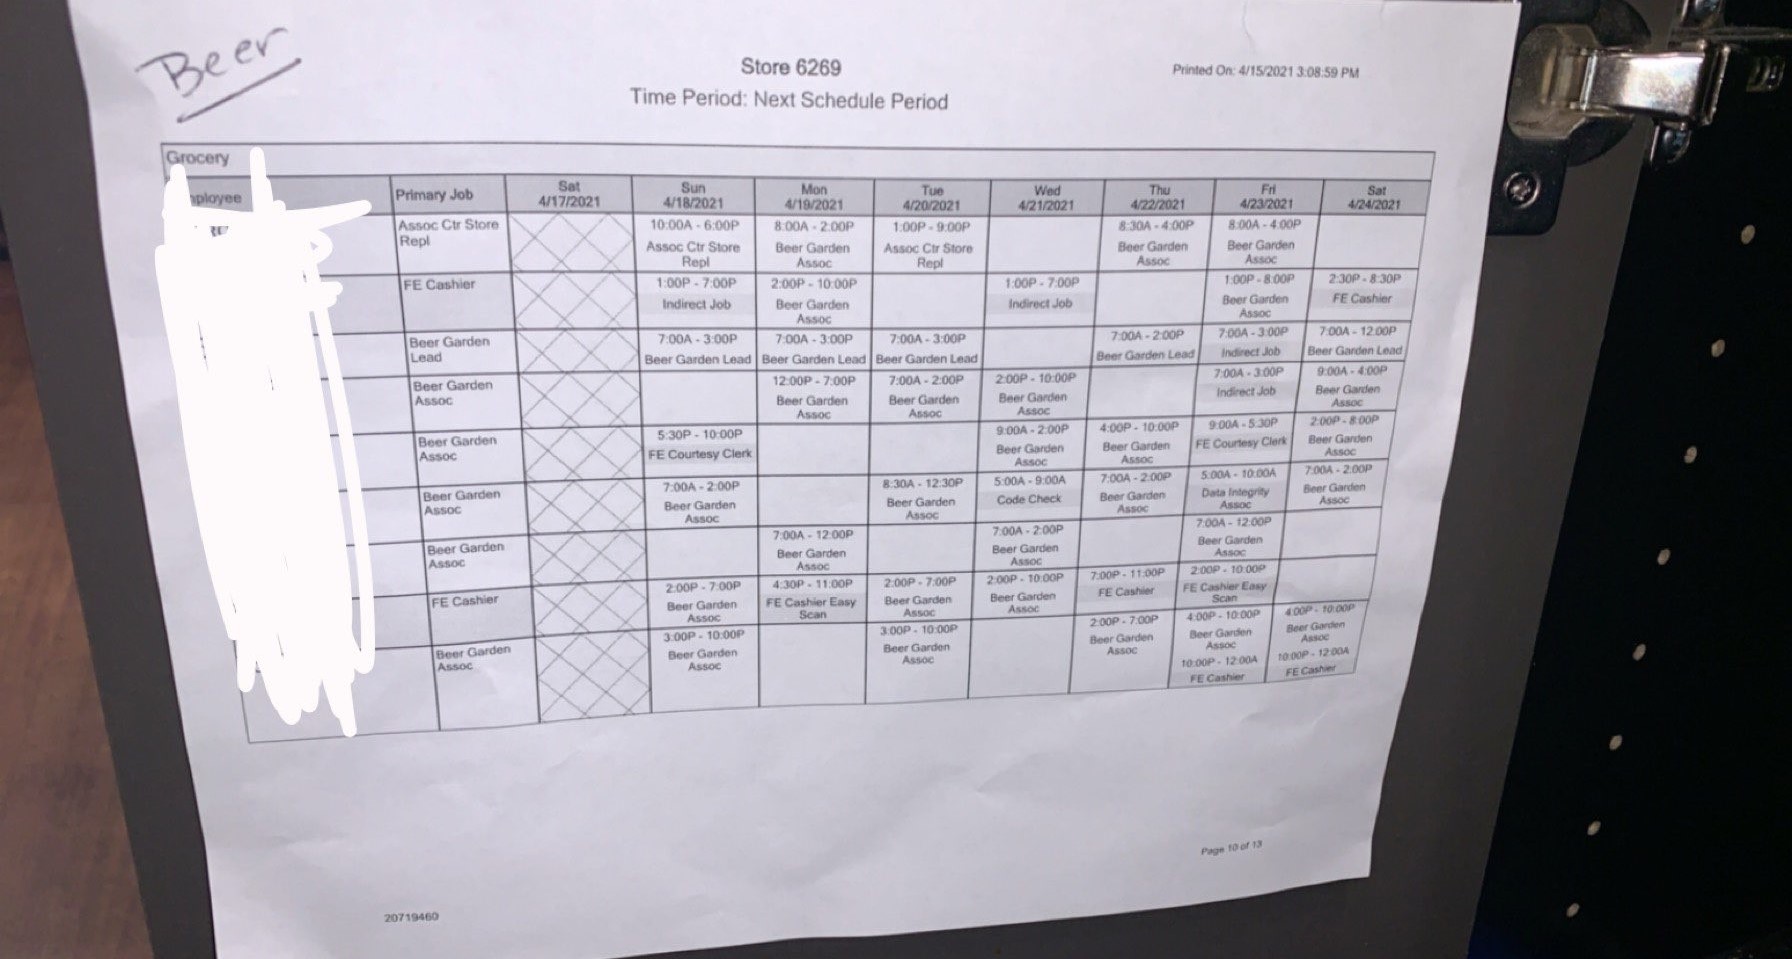 Beer
Store 6269
Printed On: 4/15/2021 3:08:59 PM
Time Period: Next Schedule Period
Grocery
Primary Job
Sat 4/17/2021
Sun 4/18/2021
Mon 4/19/2021
Tue 4/20/2021
Wed 4/21/2021
Thu 4/22/2021
Fri 4/23/2021
Sat 4/24/2021
Assoc Ctr Store Repl
10:00A - 6:00P Assoc Ctr Store Repl
8:00A - 2:00P Beer Garden Assoc
1:00P - 9:00P Assoc Ctr Store Repl
8:30A - 4:00P Beer Garden Assoc
8:00A - 4:00P Beer Garden Assoc
FE Cashier
1:00P - 7:00P Indirect Job
2:00P - 10:00P Beer Garden Assoc
1:00P - 7:00P Indirect Job
1:00P - 8:00P Beer Garden Assoc
2:30P - 8:30P FE Cashier
Beer Garden Lead
7:00A - 3:00P Beer Garden Lead
7:00A - 3:00P Beer Garden Lead
7:00A - 3:00P Beer Garden Lead
7:00A - 2:00P Beer Garden Lead
7:00A - 3:00P Indirect Job
7:00A - 12:00P Beer Garden Lead
Beer Garden Assoc
12:00P - 7:00P Beer Garden Assoc
7:00A - 2:00P Beer Garden Assoc
2:00P - 10:00P Beer Garden Assoc
7:00A - 3:00P Indirect Job
9:00A - 4:00P Beer Garden Assoc
Beer Garden Assoc
5:30P - 10:00P FE Courtesy Clerk
9:00A - 2:00P Beer Garden Assoc
4:00P - 10:00P Beer Garden Assoc
9:00A - 5:30P FE Courtesy Clerk
2:00P - 8:00P Beer Garden Assoc
Beer Garden Assoc
7:00A - 2:00P Beer Garden Assoc
8:30A - 12:30P Beer Garden Assoc
5:00A - 9:00A Code Check
7:00A - 2:00P Beer Garden Assoc
5:00A - 10:00A Data Integrity Assoc
7:00A - 2:00P Beer Garden Assoc
Beer Garden Assoc
7:00A - 12:00P Beer Garden Assoc
7:00A - 2:00P Beer Garden Assoc
7:00A - 12:00P Beer Garden Assoc
FE Cashier
2:00P - 7:00P Beer Garden Assoc
4:30P - 11:00P FE Cashier Easy Scan
2:00P - 7:00P Beer Garden Assoc
2:00P - 10:00P Beer Garden Assoc
7:00P - 11:00P FE Cashier
2:00P - 10:00P FE Cashier Easy Scan
Beer Garden Assoc
3:00P - 10:00P Beer Garden Assoc
3:00P - 10:00P Beer Garden Assoc
2:00P - 7:00P Beer Garden Assoc
4:00P - 10:00P Beer Garden Assoc 10:00P - 12:00A FE Cashier
4:00P - 10:00P Beer Garden Assoc 10:00P - 12:00A FE Cashier
Page 10 of 13
20719460